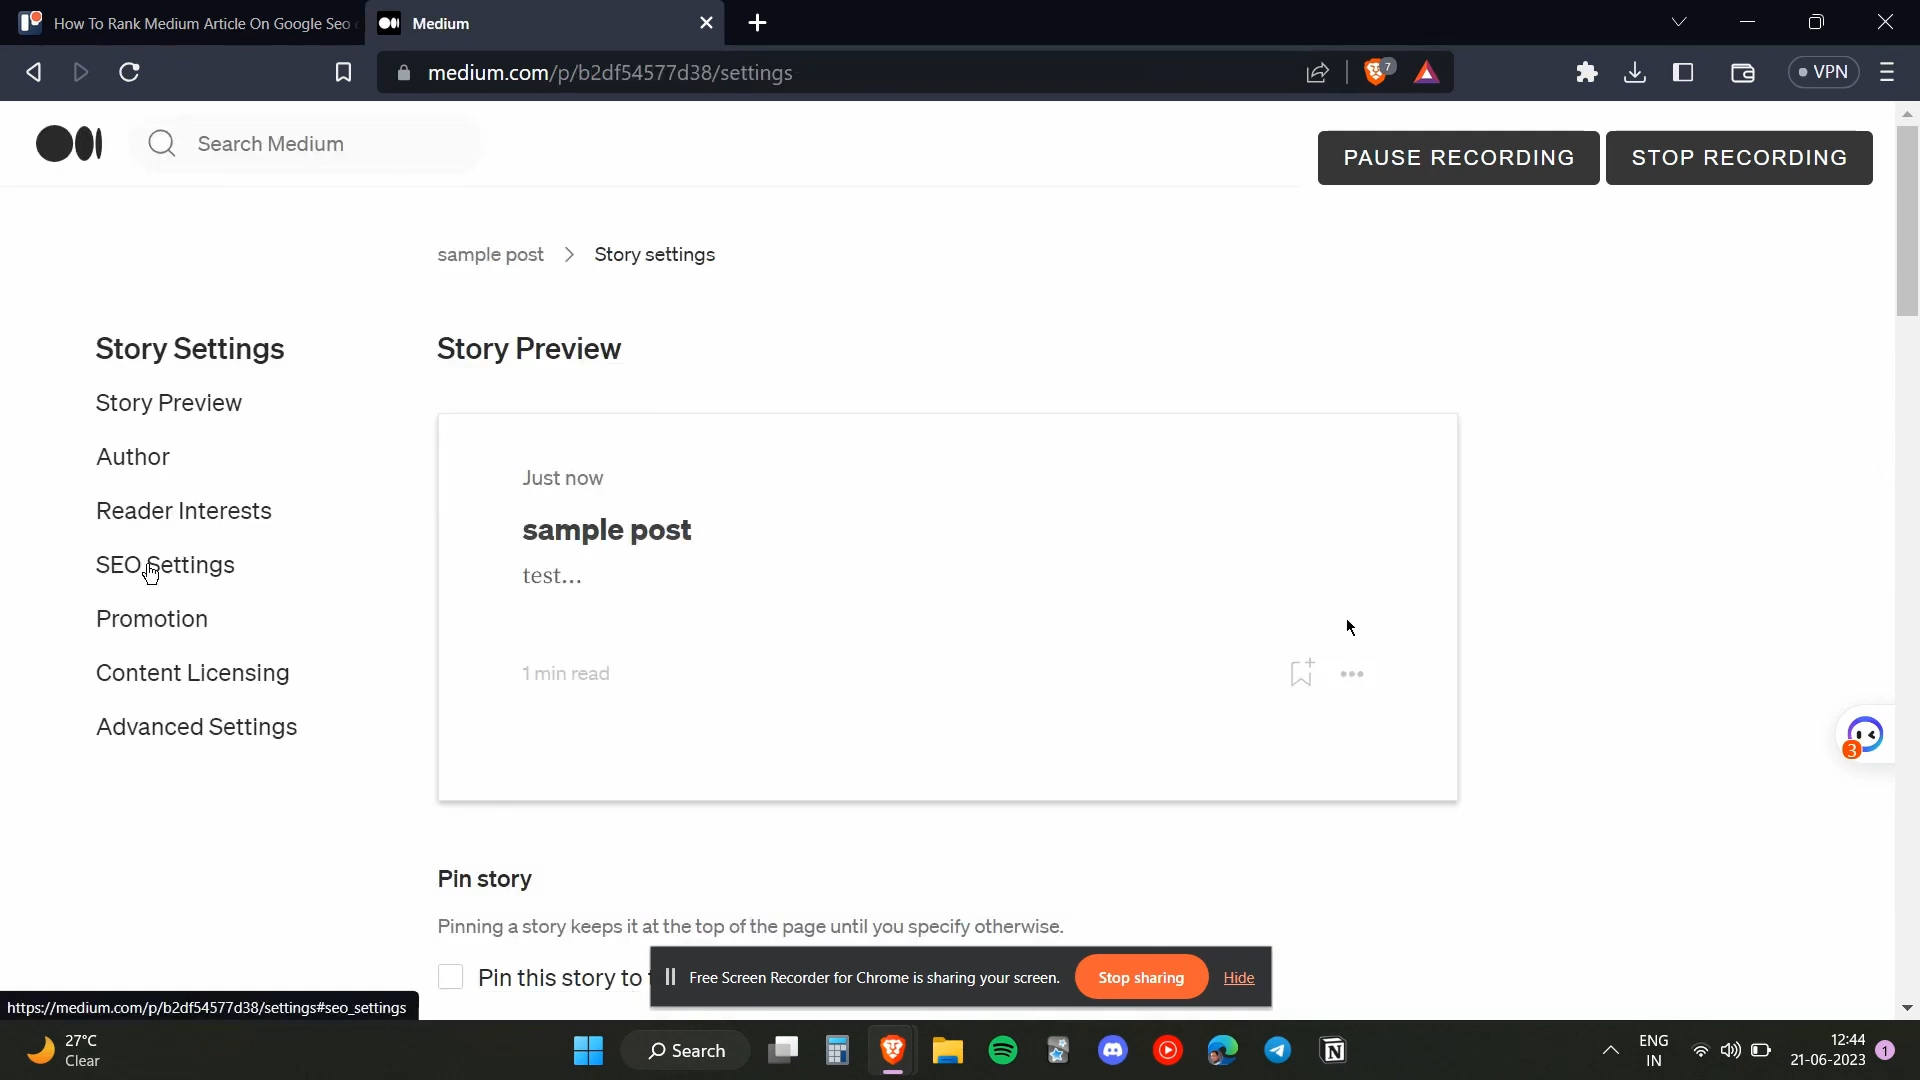 How To Rank Medium Article On Google Seo
Medium
medium.com/p/b2df54577d38/settings
7
VPN
Search Medium
PAUSE RECORDING
STOP RECORDING
sample post > Story settings
Story Settings
Story Preview
Author
Reader Interests
SEO Settings
Promotion
Content Licensing
Advanced Settings
Story Preview
Just now
sample post
test...
1 min read
3
Pin story
Pinning a story keeps it at the top of the page until you specify otherwise.
Pin this story to
Free Screen Recorder for Chrome is sharing your screen.
Stop sharing
Hide
https://medium.com/p/b2df54577d38/settings#seo_settings
27°C
Clear
Search
ENG
IN
12:44
21-06-2023
1